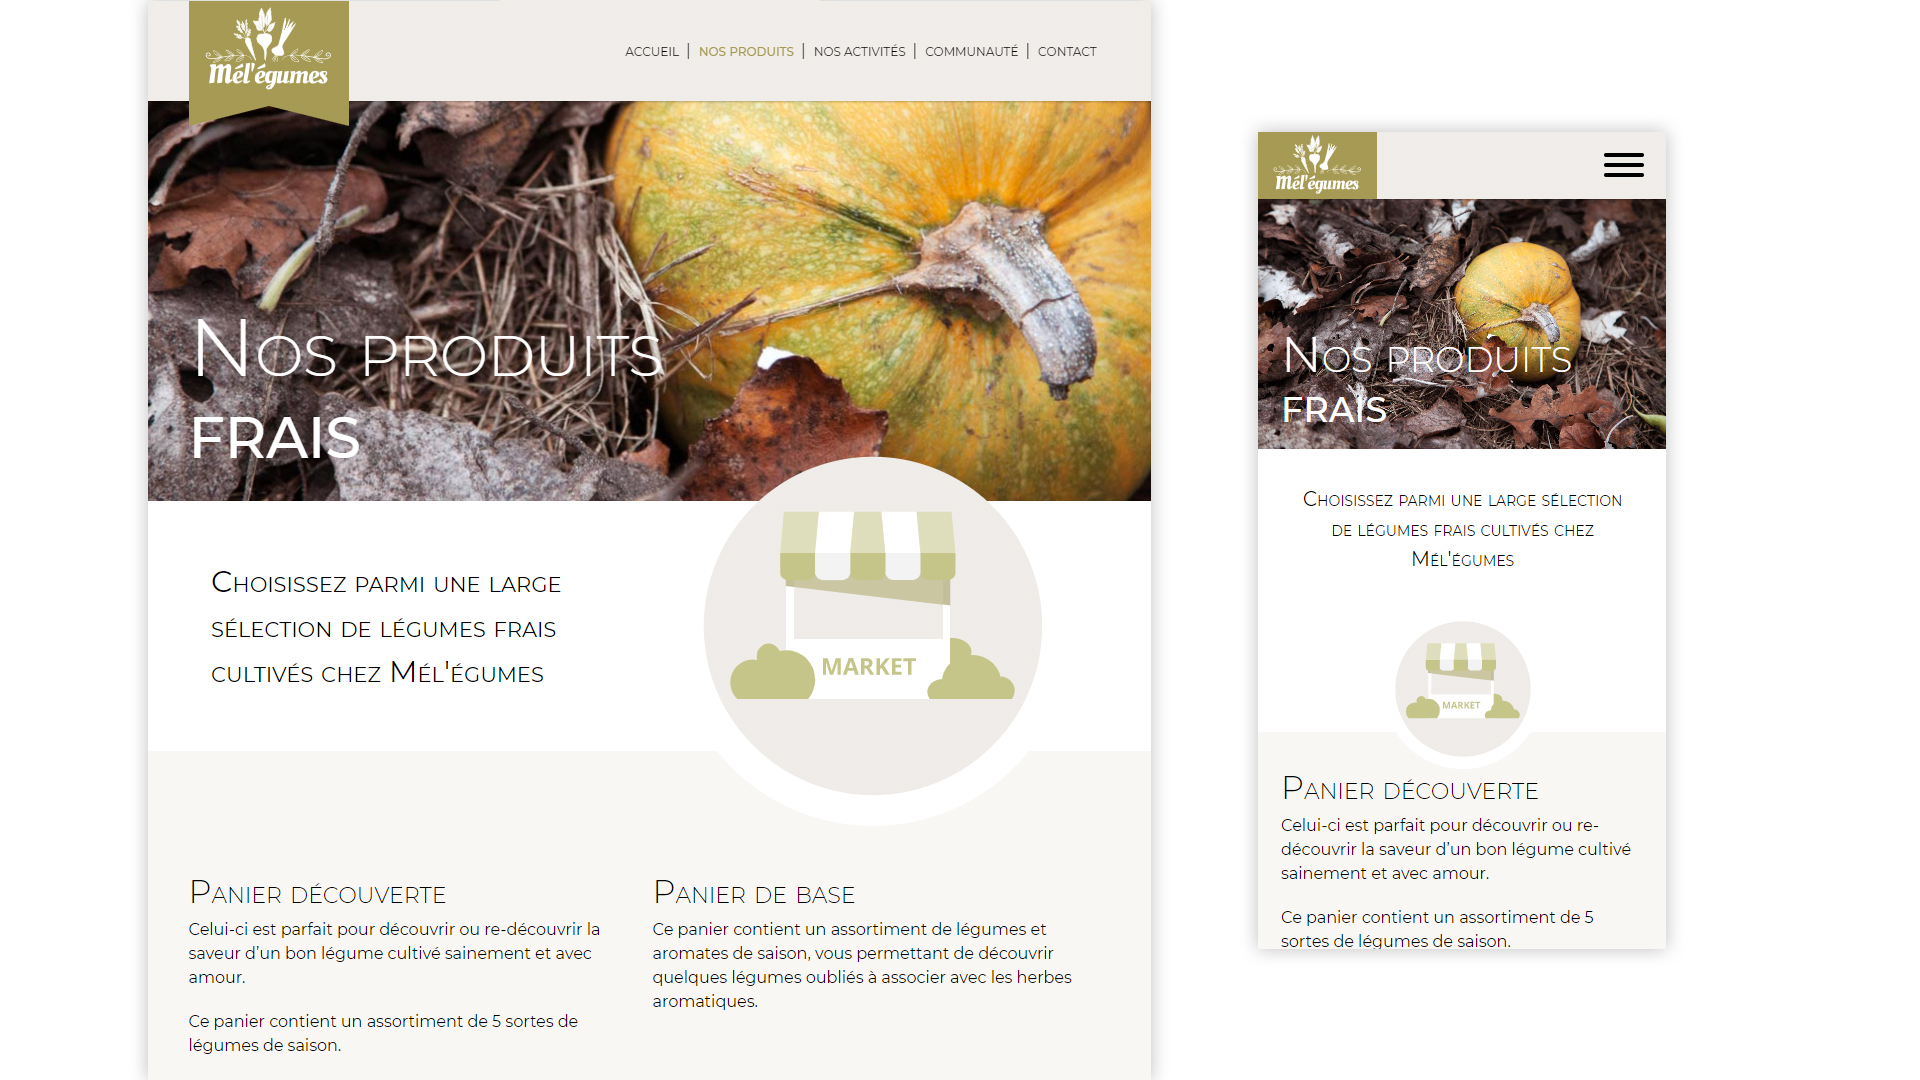 Mél'égumes
ACCUEIL | NOS PRODUITS | NOS ACTIVITÉS | COMMUNAUTÉ | CONTACT
Nos produits
FRAIS
Choisissez parmi une large
sélection de légumes frais
cultivés chez Mél'égumes
MARKET
Panier découverte
Celui-ci est parfait pour découvrir ou re-découvrir la
saveur d’un bon légume cultivé sainement et avec
amour.
Ce panier contient un assortiment de 5 sortes de
légumes de saison.
Panier de base
Ce panier contient un assortiment de légumes et
aromates de saison, vous permettant de découvrir
quelques légumes oubliés à associer avec les herbes
aromatiques.
Mél'égumes
Nos produits
FRAIS
Choisissez parmi une large sélection
de légumes frais cultivés chez
Mél'égumes
MARKET
Panier découverte
Celui-ci est parfait pour découvrir ou re-
découvrir la saveur d’un bon légume cultivé
sainement et avec amour.
Ce panier contient un assortiment de 5
sortes de légumes de saison.